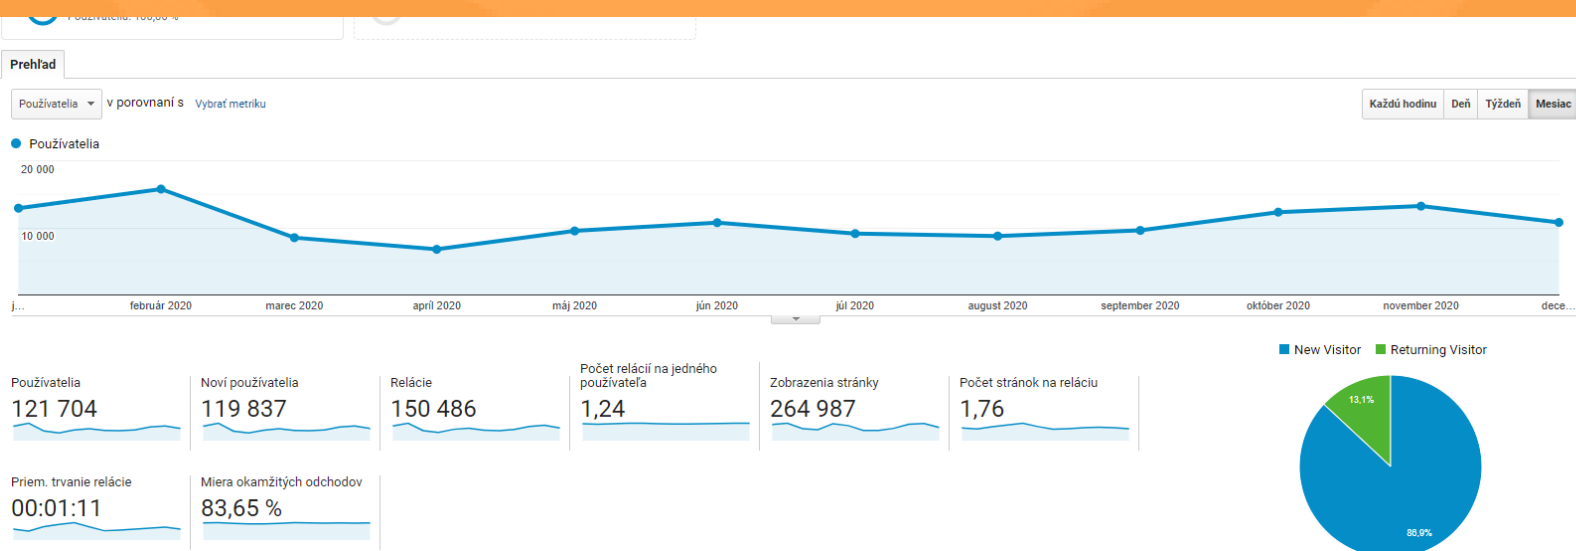 Používatelia: 100,00 %
Prehľad
Používatelia v porovnaní s Vybrať metriku
Každú hodinu Deň Týždeň Mesiac
Používatelia
20 000
10 000
j... február 2020 marec 2020 apríl 2020 máj 2020 jún 2020 júl 2020 august 2020 september 2020 október 2020 november 2020 dece...
New Visitor Returning Visitor
Používatelia
121 704
Noví používatelia
119 837
Relácie
150 486
Počet relácií na jedného
používateľa
1,24
Zobrazenia stránky
264 987
Počet stránok na reláciu
1,76
13,1%
86,9%
Priem. trvanie relácie
00:01:11
Miera okamžitých odchodov
83,65 %